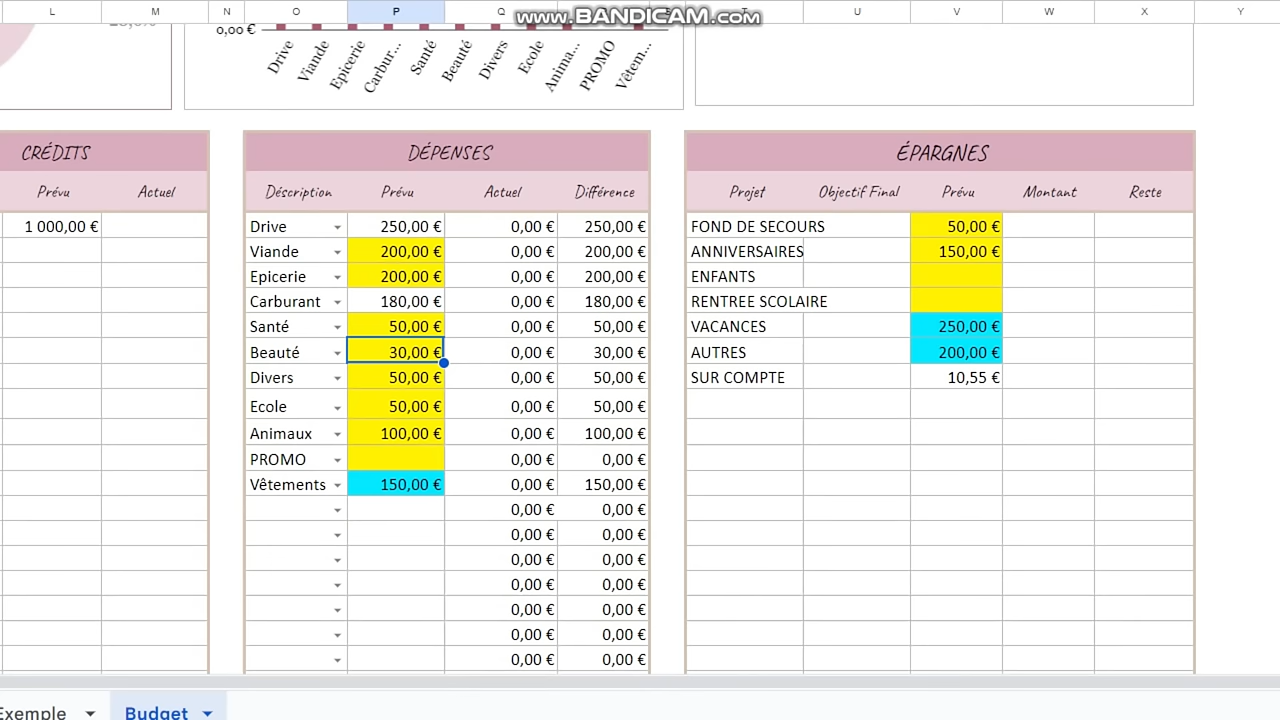 L M N O P Q U V W X Y
www.BANDICAM.com
0,00 €
Drive Viande Epicerie Carbur... Santé Beauté Divers Ecole Anima... PROMO Vêtem...
CRÉDITS DÉPENSES ÉPARGNES
Prévu Actuel Déscription Prévu Actuel Différence Projet Objectif Final Prévu Montant Reste
1 000,00 € Drive 250,00 € 0,00 € 250,00 € FOND DE SECOURS 50,00 €
Viande 200,00 € 0,00 € 200,00 € ANNIVERSAIRES 150,00 €
Epicerie 200,00 € 0,00 € 200,00 € ENFANTS
Carburant 180,00 € 0,00 € 180,00 € RENTREE SCOLAIRE
Santé 50,00 € 0,00 € 50,00 € VACANCES 250,00 €
Beauté 30,00 € 0,00 € 30,00 € AUTRES 200,00 €
Divers 50,00 € 0,00 € 50,00 € SUR COMPTE 10,55 €
Ecole 50,00 € 0,00 € 50,00 €
Animaux 100,00 € 0,00 € 100,00 €
PROMO 0,00 € 0,00 €
Vêtements 150,00 € 0,00 € 150,00 €
0,00 € 0,00 €
0,00 € 0,00 €
0,00 € 0,00 €
0,00 € 0,00 €
0,00 € 0,00 €
0,00 € 0,00 €
0,00 € 0,00 €
Exemple Budget